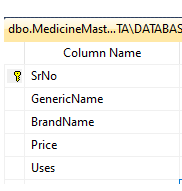 dbo.MedicineMast...TA\DATABAS
Column Name
SrNo
GenericName
BrandName
Price
Uses